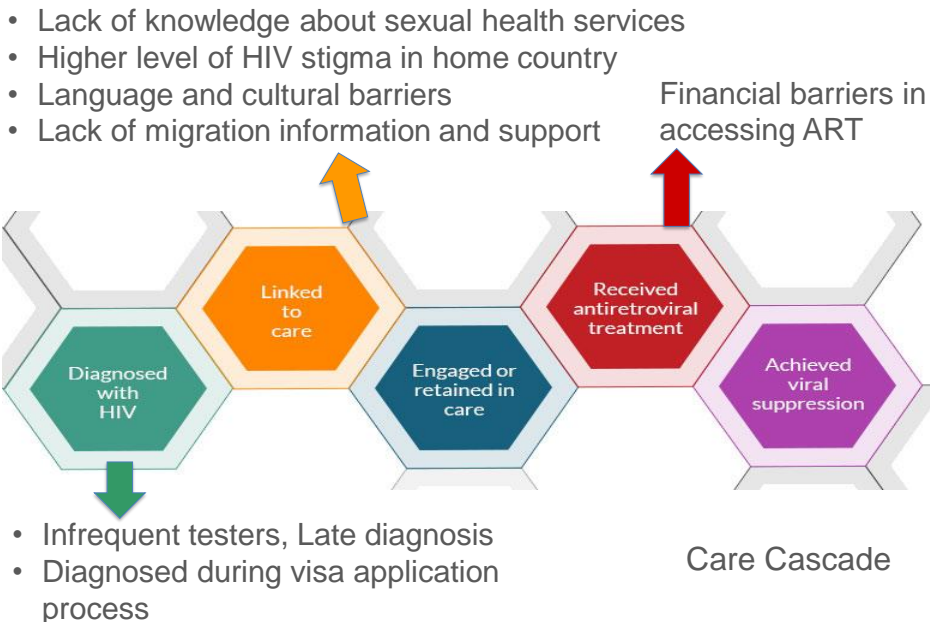 • Lack of knowledge about sexual health services
• Higher level of HIV stigma in home country
• Language and cultural barriers
• Lack of migration information and support
Financial barriers in
accessing ART
Diagnosed
with
HIV
Linked
to
care
Engaged or
retained in
care
Received
antiretroviral
treatment
Achieved
viral
suppression
• Infrequent testers, Late diagnosis
• Diagnosed during visa application
process
Care Cascade